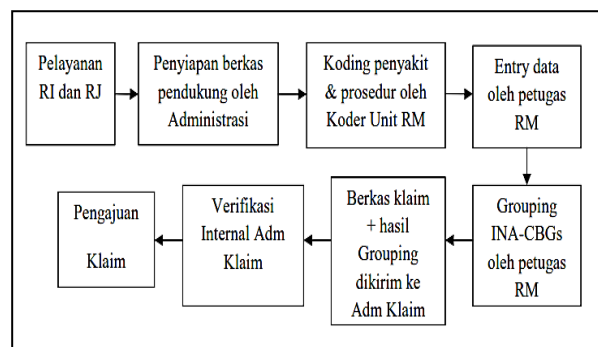 Pelayanan
RI dan RJ
Penyiapan berkas
pendukung oleh
Administrasi
Koding penyakit
& prosedur oleh
Koder Unit RM
Entry data
oleh petugas
RM
Grouping
INA-CBGs
oleh petugas
RM
Berkas klaim
+ hasil
Grouping
dikirim ke
Adm Klaim
Verifikasi
Internal Adm
Klaim
Pengajuan
Klaim